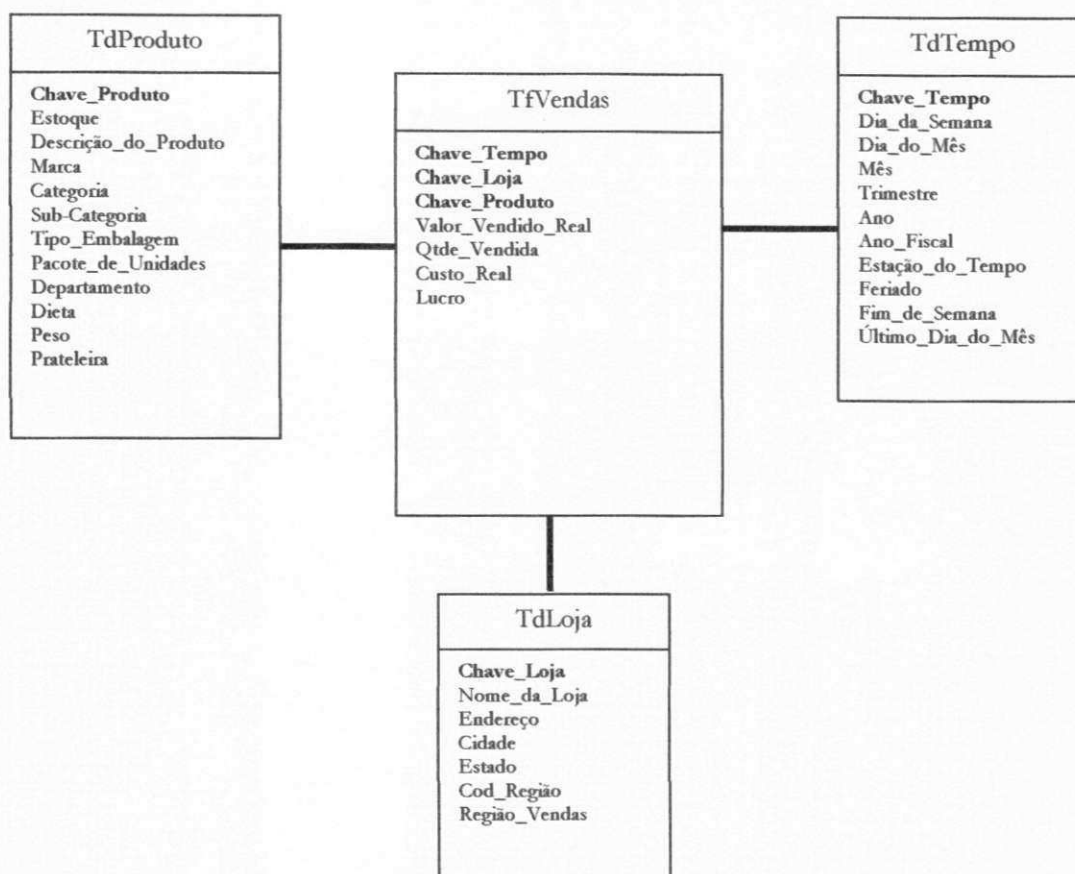 TdProduto
Chave_Produto
Estoque
Descrição_do_Produto
Marca
Categoria
Sub-Categoria
Tipo_Embalagem
Pacote_de_Unidades
Departamento
Dieta
Peso
Prateleira
TfVendas
Chave_Tempo
Chave_Loja
Chave_Produto
Valor_Vendido_Real
Qtde_Vendida
Custo_Real
Lucro
TdTempo
Chave_Tempo
Dia_da_Semana
Dia_do_Mês
Mês
Trimestre
Ano
Ano_Fiscal
Estação_do_Tempo
Feriado
Fim_de_Semana
Último_Dia_do_Mês
TdLoja
Chave_Loja
Nome_da_Loja
Endereço
Cidade
Estado
Cod_Região
Região_Vendas